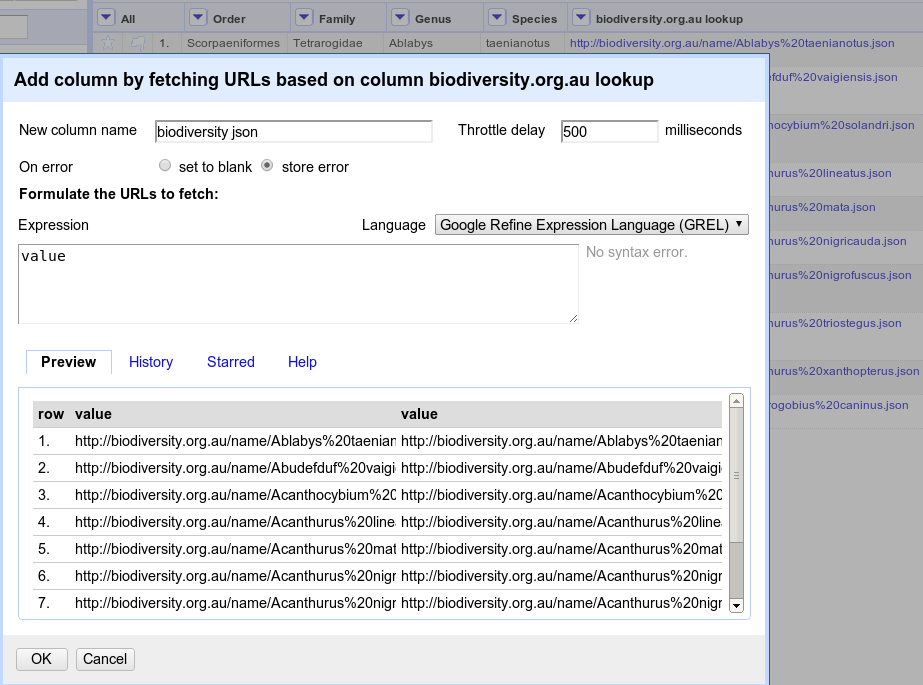 All Order Family Genus Species biodiversity.org.au lookup
1. Scorpaeniformes Tetrarogidae Ablabys taenianotus http://biodiversity.org.au/name/Ablabys%20taenianotus.json
efduf%20vaigiensis.json
hocybium%20solandri.json
hurus%20lineatus.json
hurus%20mata.json
hurus%20nigricauda.json
hurus%20nigrofuscus.json
hurus%20triostegus.json
hurus%20xanthopterus.json
rogobius%20caninus.json
Add column by fetching URLs based on column biodiversity.org.au lookup
New column name biodiversity json Throttle delay 500 milliseconds
On error set to blank store error
Formulate the URLs to fetch:
Expression Language Google Refine Expression Language (GREL)
value No syntax error.
Preview History Starred Help
row value value
1. http://biodiversity.org.au/name/Ablabys%20taenian http://biodiversity.org.au/name/Ablabys%20taenian
2. http://biodiversity.org.au/name/Abudefduf%20vaigi http://biodiversity.org.au/name/Abudefduf%20vaigi
3. http://biodiversity.org.au/name/Acanthocybium%20 http://biodiversity.org.au/name/Acanthocybium%20
4. http://biodiversity.org.au/name/Acanthurus%20line http://biodiversity.org.au/name/Acanthurus%20line
5. http://biodiversity.org.au/name/Acanthurus%20mat http://biodiversity.org.au/name/Acanthurus%20mat
6. http://biodiversity.org.au/name/Acanthurus%20nigr http://biodiversity.org.au/name/Acanthurus%20nigr
7. http://biodiversity.org.au/name/Acanthurus%20nigr http://biodiversity.org.au/name/Acanthurus%20nigr
OK Cancel